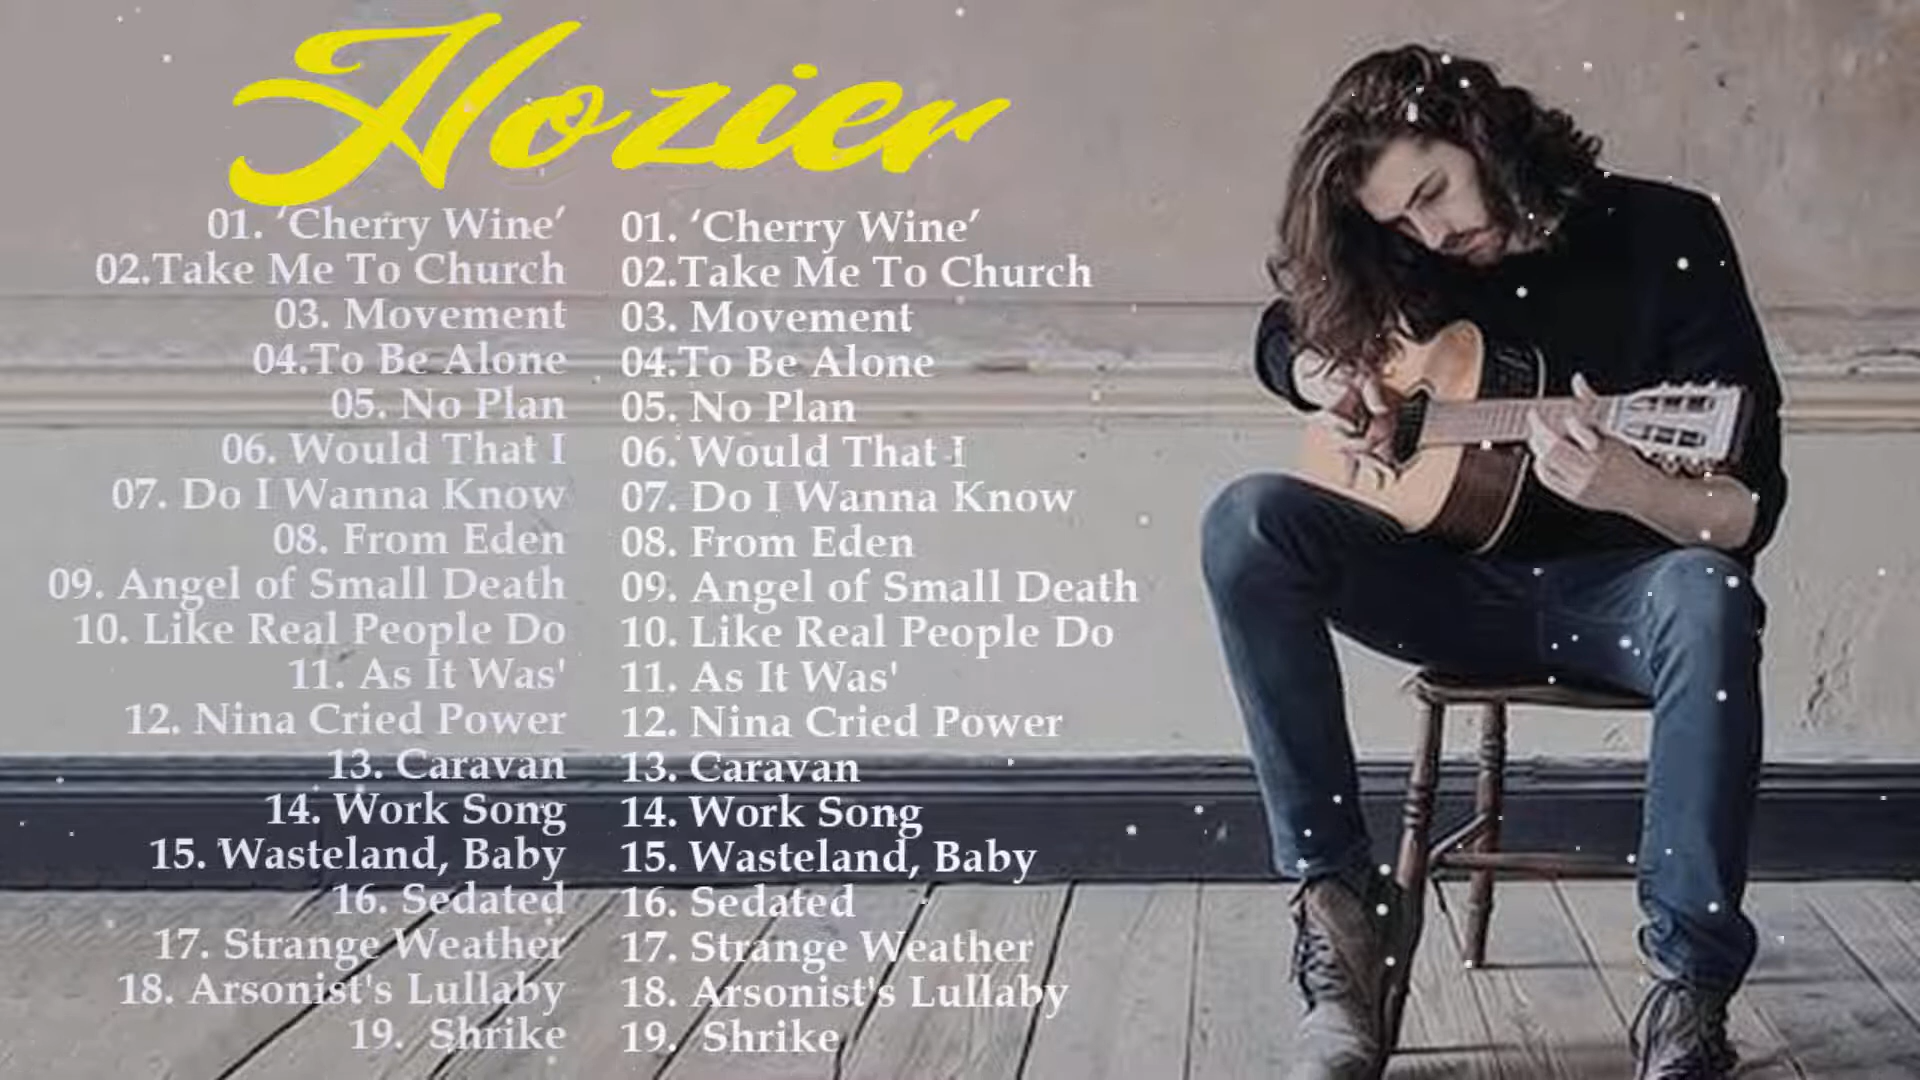 Hozier
01. ‘Cherry Wine’
02.Take Me To Church
03. Movement
04.To Be Alone
05. No Plan
06. Would That I
07. Do I Wanna Know
08. From Eden
09. Angel of Small Death
10. Like Real People Do
11. As It Was'
12. Nina Cried Power
13. Caravan
14. Work Song
15. Wasteland, Baby
16. Sedated
17. Strange Weather
18. Arsonist's Lullaby
19.  Shrike
01. ‘Cherry Wine’
02.Take Me To Church
03. Movement
04.To Be Alone
05. No Plan
06. Would That I
07. Do I Wanna Know
08. From Eden
09. Angel of Small Death
10. Like Real People Do
11. As It Was'
12. Nina Cried Power
13. Caravan
14. Work Song
15. Wasteland, Baby
16. Sedated
17. Strange Weather
18. Arsonist's Lullaby
19.  Shrike